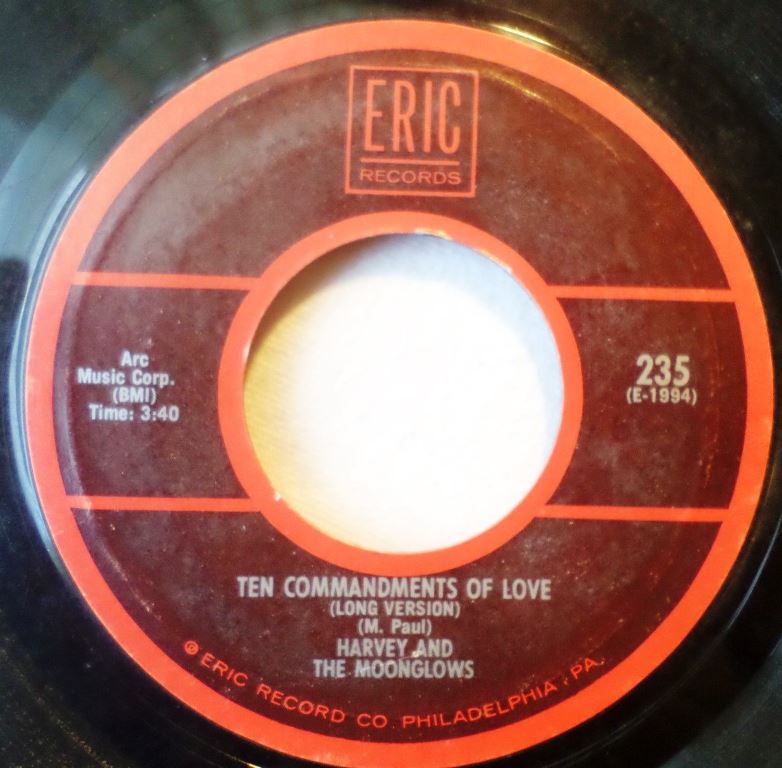 ERIC
RECORDS
Arc
Music Corp.
(BMI)
Time: 3:40
235
(E-1994)
TEN COMMANDMENTS OF LOVE
(LONG VERSION)
(M. Paul)
HARVEY AND
THE MOONGLOWS
® ERIC RECORD CO. PHILADELPHIA, PA.